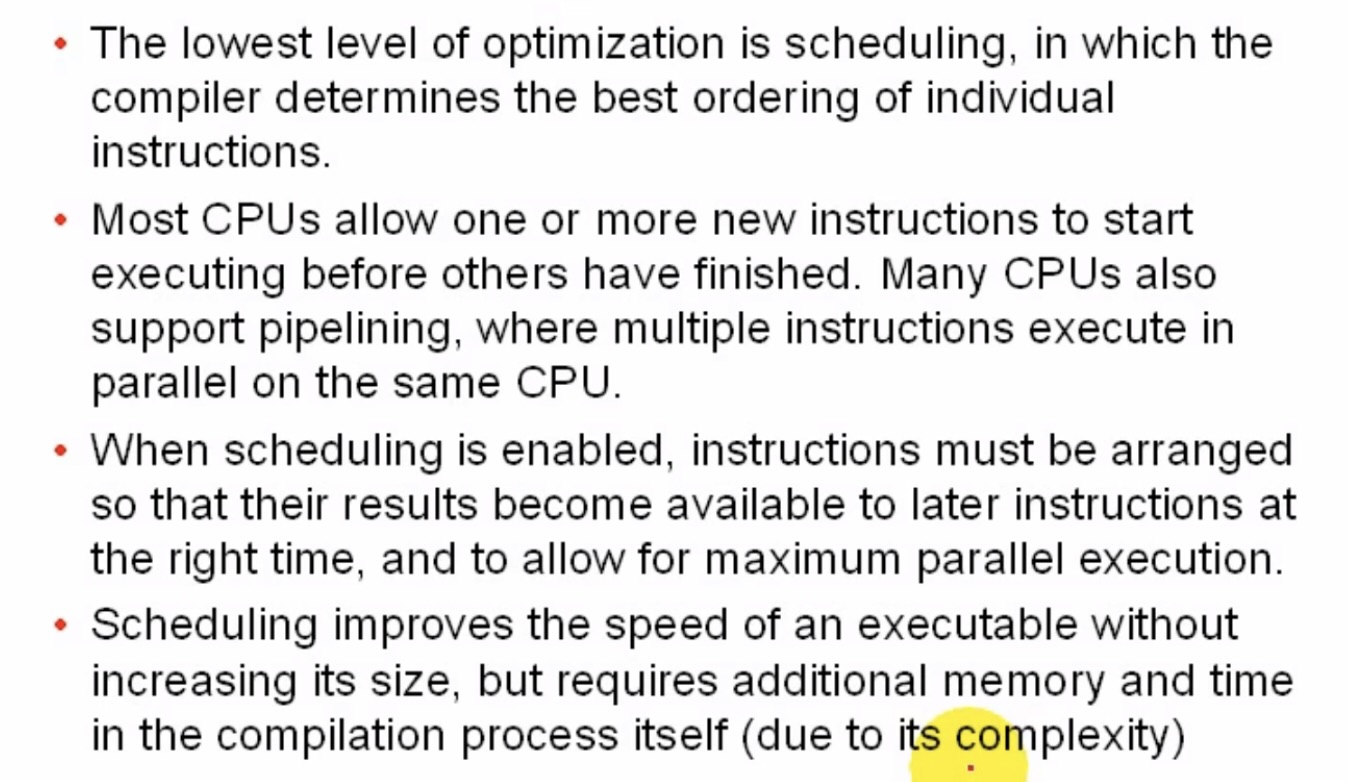 • The lowest level of optimization is scheduling, in which the
compiler determines the best ordering of individual
instructions.
• Most CPUs allow one or more new instructions to start
executing before others have finished. Many CPUs also
support pipelining, where multiple instructions execute in
parallel on the same CPU.
• When scheduling is enabled, instructions must be arranged
so that their results become available to later instructions at
the right time, and to allow for maximum parallel execution.
• Scheduling improves the speed of an executable without
increasing its size, but requires additional memory and time
in the compilation process itself (due to its complexity)